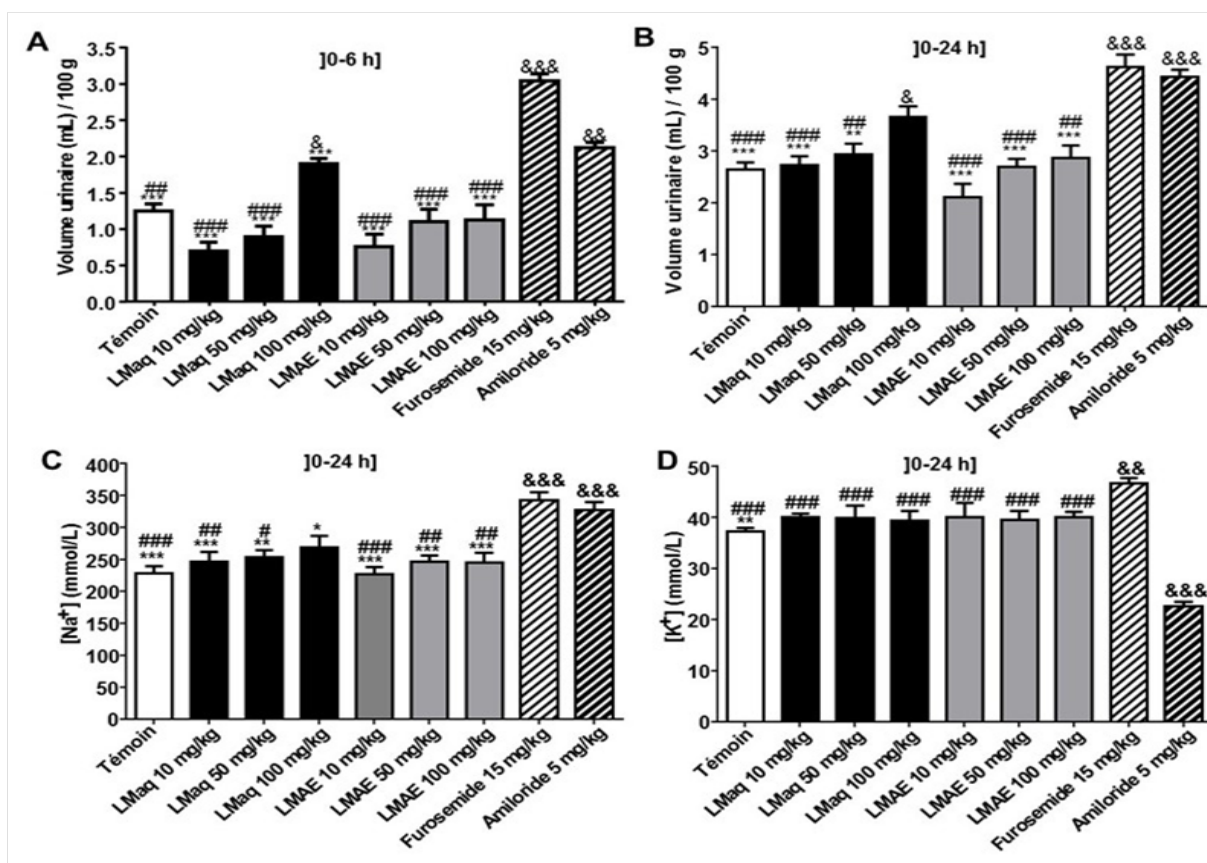 A
]0-6 h]
Volume urinaire (mL) / 100 g
3.5
3.0
2.5
2.0
1.5
1.0
0.5
0.0
##
***
###
***
###
***
&
***
###
***
###
***
###
***
&&&
&&
Témoin
LMaq 10 mg/kg
LMaq 50 mg/kg
LMaq 100 mg/kg
LMAE 10 mg/kg
LMAE 50 mg/kg
LMAE 100 mg/kg
Furosemide 15 mg/kg
Amiloride 5 mg/kg
B
]0-24 h]
Volume urinaire (mL) / 100 g
5
4
3
2
1
0
###
***
###
***
##
**
&
###
***
###
***
##
***
&&&
&&&
Témoin
LMaq 10 mg/kg
LMaq 50 mg/kg
LMaq 100 mg/kg
LMAE 10 mg/kg
LMAE 50 mg/kg
LMAE 100 mg/kg
Furosemide 15 mg/kg
Amiloride 5 mg/kg
C
]0-24 h]
[Na+] (mmol/L)
400
350
300
250
200
150
100
50
0
###
***
##
***
#
**
*
###
***
##
***
##
***
&&&
&&&
Témoin
LMaq 10 mg/kg
LMaq 50 mg/kg
LMaq 100 mg/kg
LMAE 10 mg/kg
LMAE 50 mg/kg
LMAE 100 mg/kg
Furosemide 15 mg/kg
Amiloride 5 mg/kg
D
]0-24 h]
[K+] (mmol/L)
50
40
30
20
10
0
###
**
###
###
###
###
###
###
&&
&&&
Témoin
LMaq 10 mg/kg
LMaq 50 mg/kg
LMaq 100 mg/kg
LMAE 10 mg/kg
LMAE 50 mg/kg
LMAE 100 mg/kg
Furosemide 15 mg/kg
Amiloride 5 mg/kg